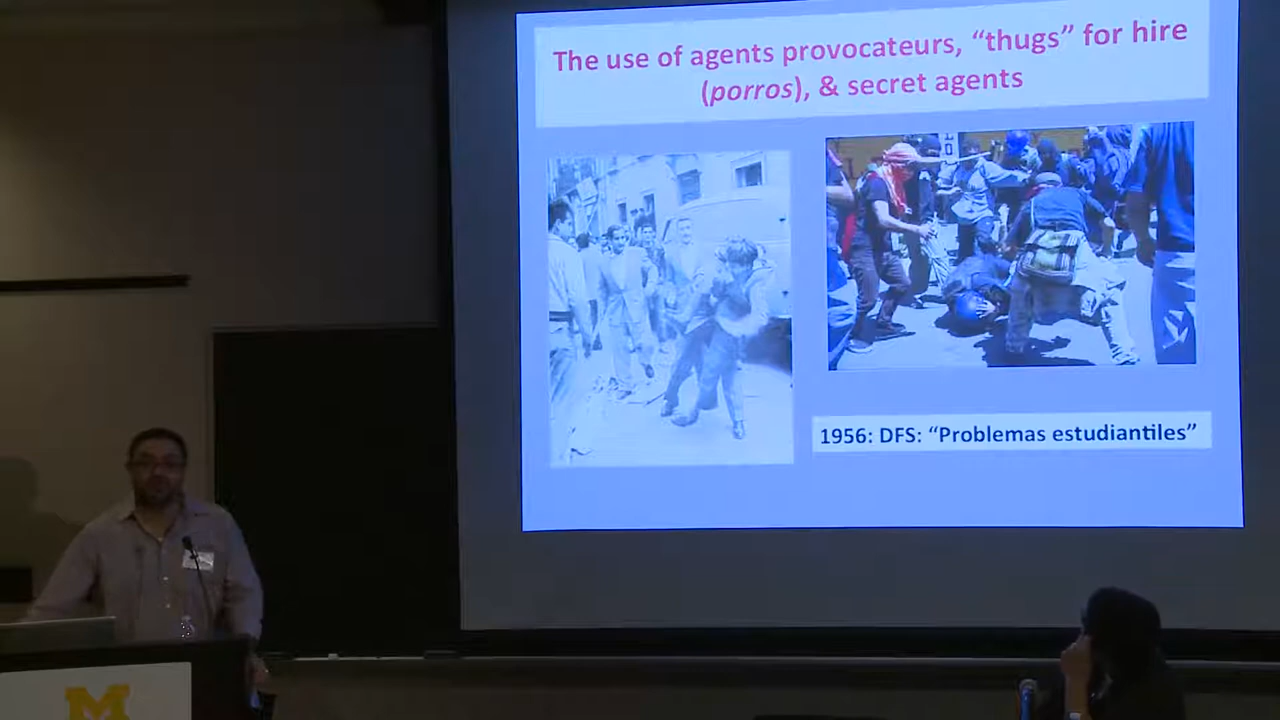 The use of agents provocateurs, “thugs” for hire
(porros), & secret agents
1956: DFS: “Problemas estudiantiles”
M